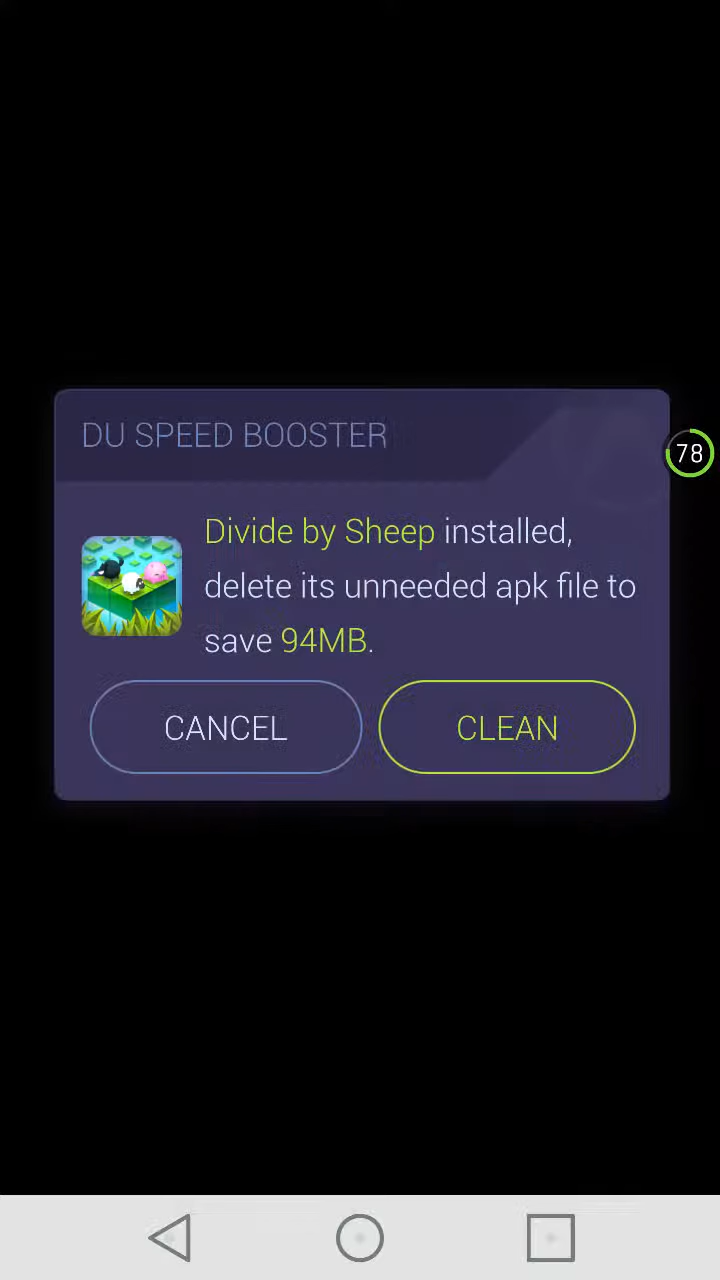 DU SPEED BOOSTER
78
Divide by Sheep installed,
delete its unneeded apk file to
save 94MB.
CANCEL
CLEAN